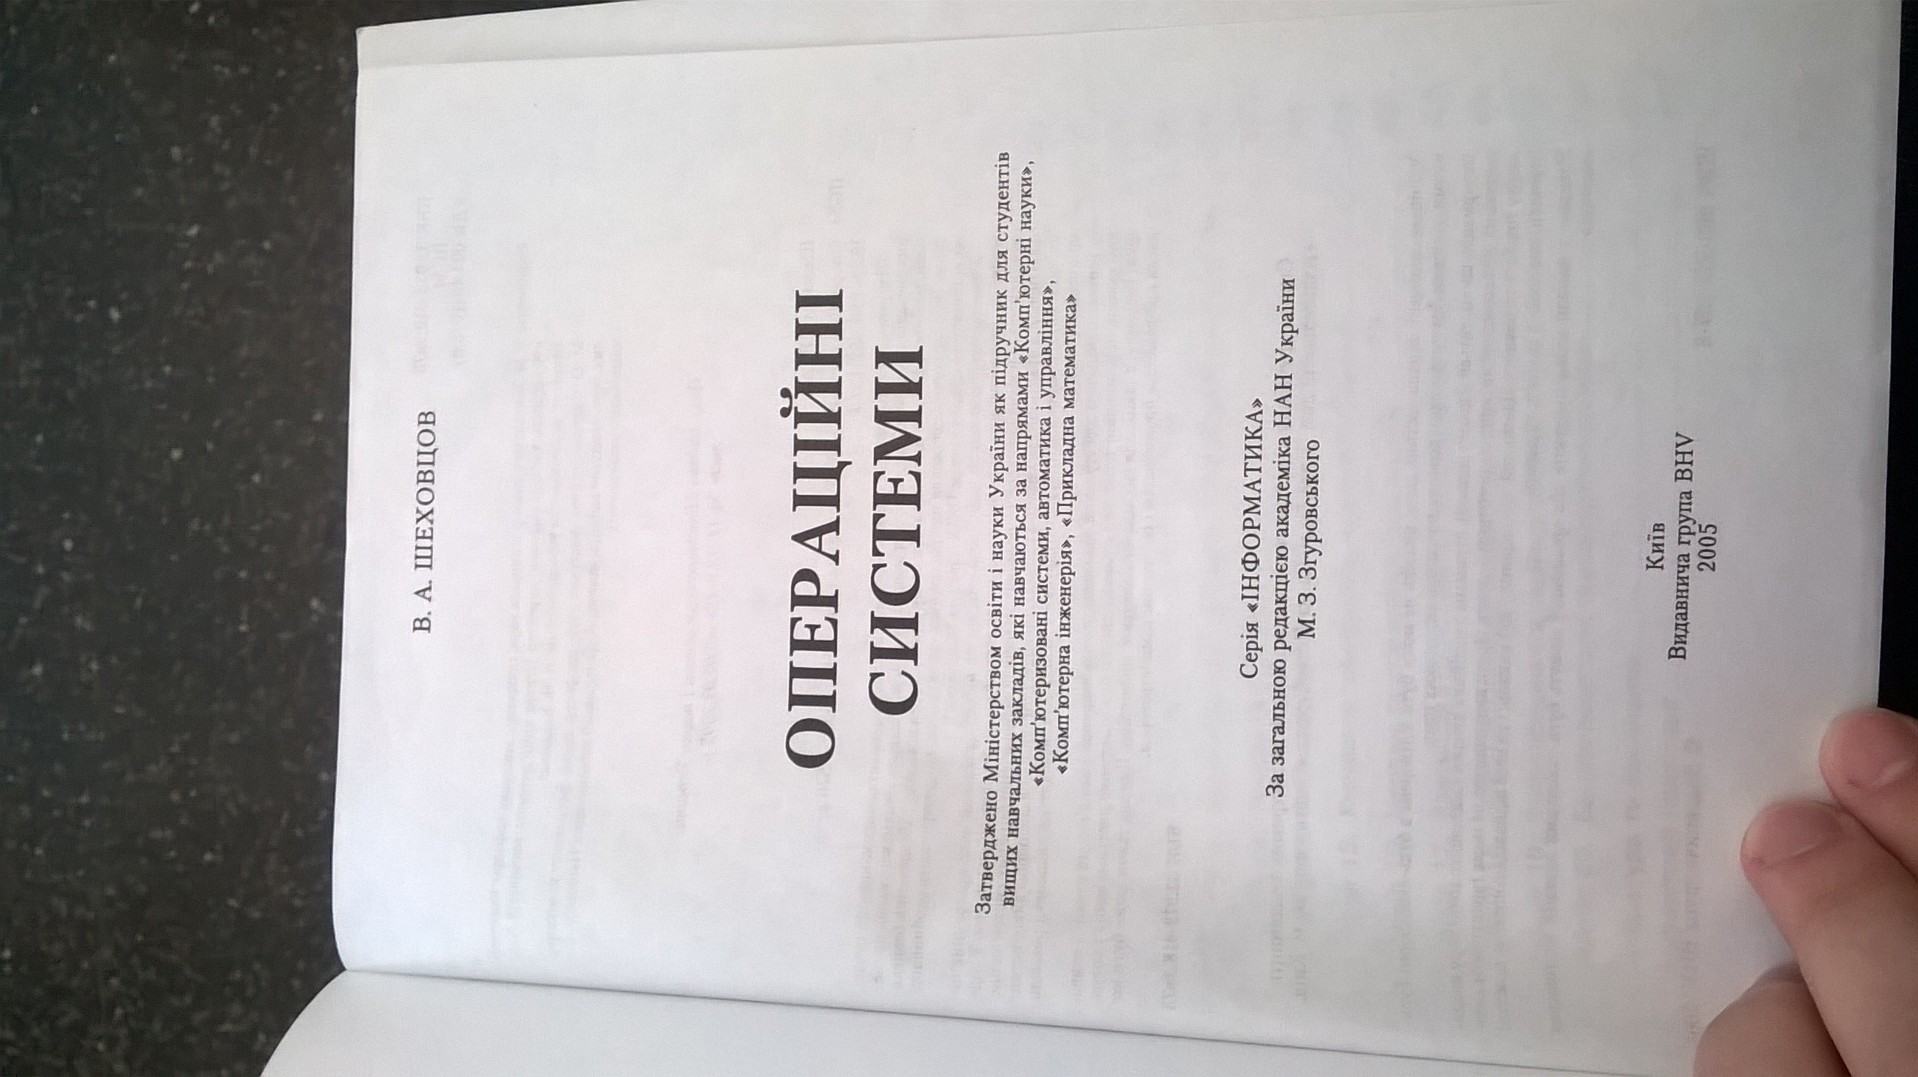 В. А. ШЕХОВЦОВ
ОПЕРАЦІЙНІ
СИСТЕМИ
Затверджено Міністерством освіти і науки України як підручник для студентів
вищих навчальних закладів, які навчаються за напрямами «Комп'ютерні науки»,
«Комп'ютеризовані системи, автоматика і управління»,
«Комп'ютерна інженерія», «Прикладна математика»
Серія «ІНФОРМАТИКА»
За загальною редакцією академіка НАН України
М. З. Згуровського
Київ
Видавнича група BHV
2005